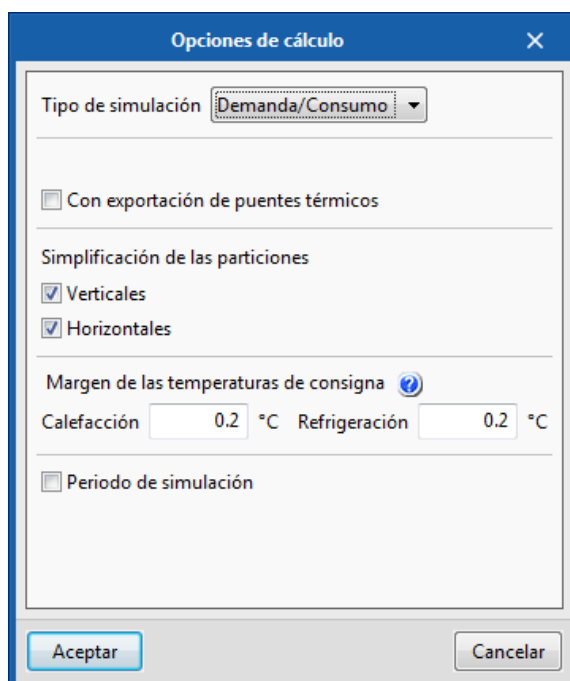 Opciones de cálculo
Tipo de simulación Demanda/Consumo
Con exportación de puentes térmicos
Simplificación de las particiones
Verticales
Horizontales
Margen de las temperaturas de consigna
Calefacción 0.2 °C Refrigeración 0.2 °C
Periodo de simulación
Aceptar Cancelar